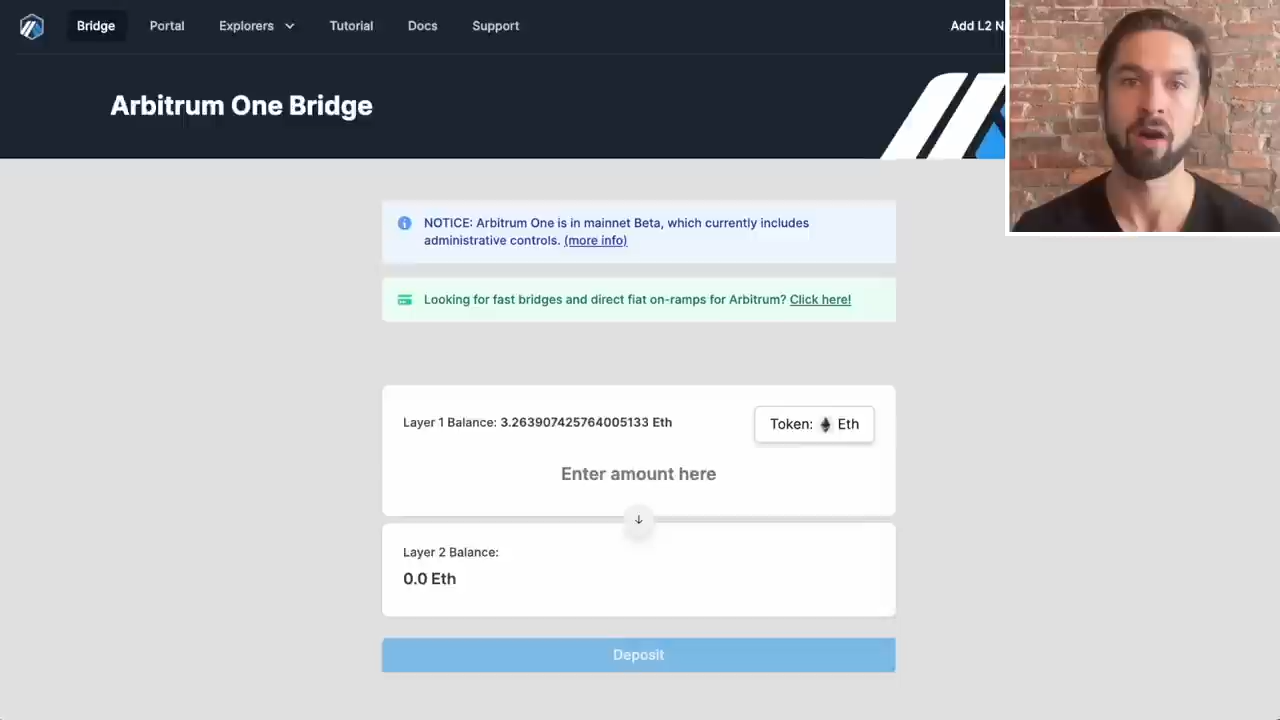 Bridge Portal Explorers Tutorial Docs Support Add L2
Arbitrum One Bridge
NOTICE: Arbitrum One is in mainnet Beta, which currently includes
administrative controls. (more info)
Looking for fast bridges and direct fiat on-ramps for Arbitrum? Click here!
Layer 1 Balance: 3.263907425764005133 Eth
Token: Eth
Enter amount here
Layer 2 Balance:
0.0 Eth
Deposit